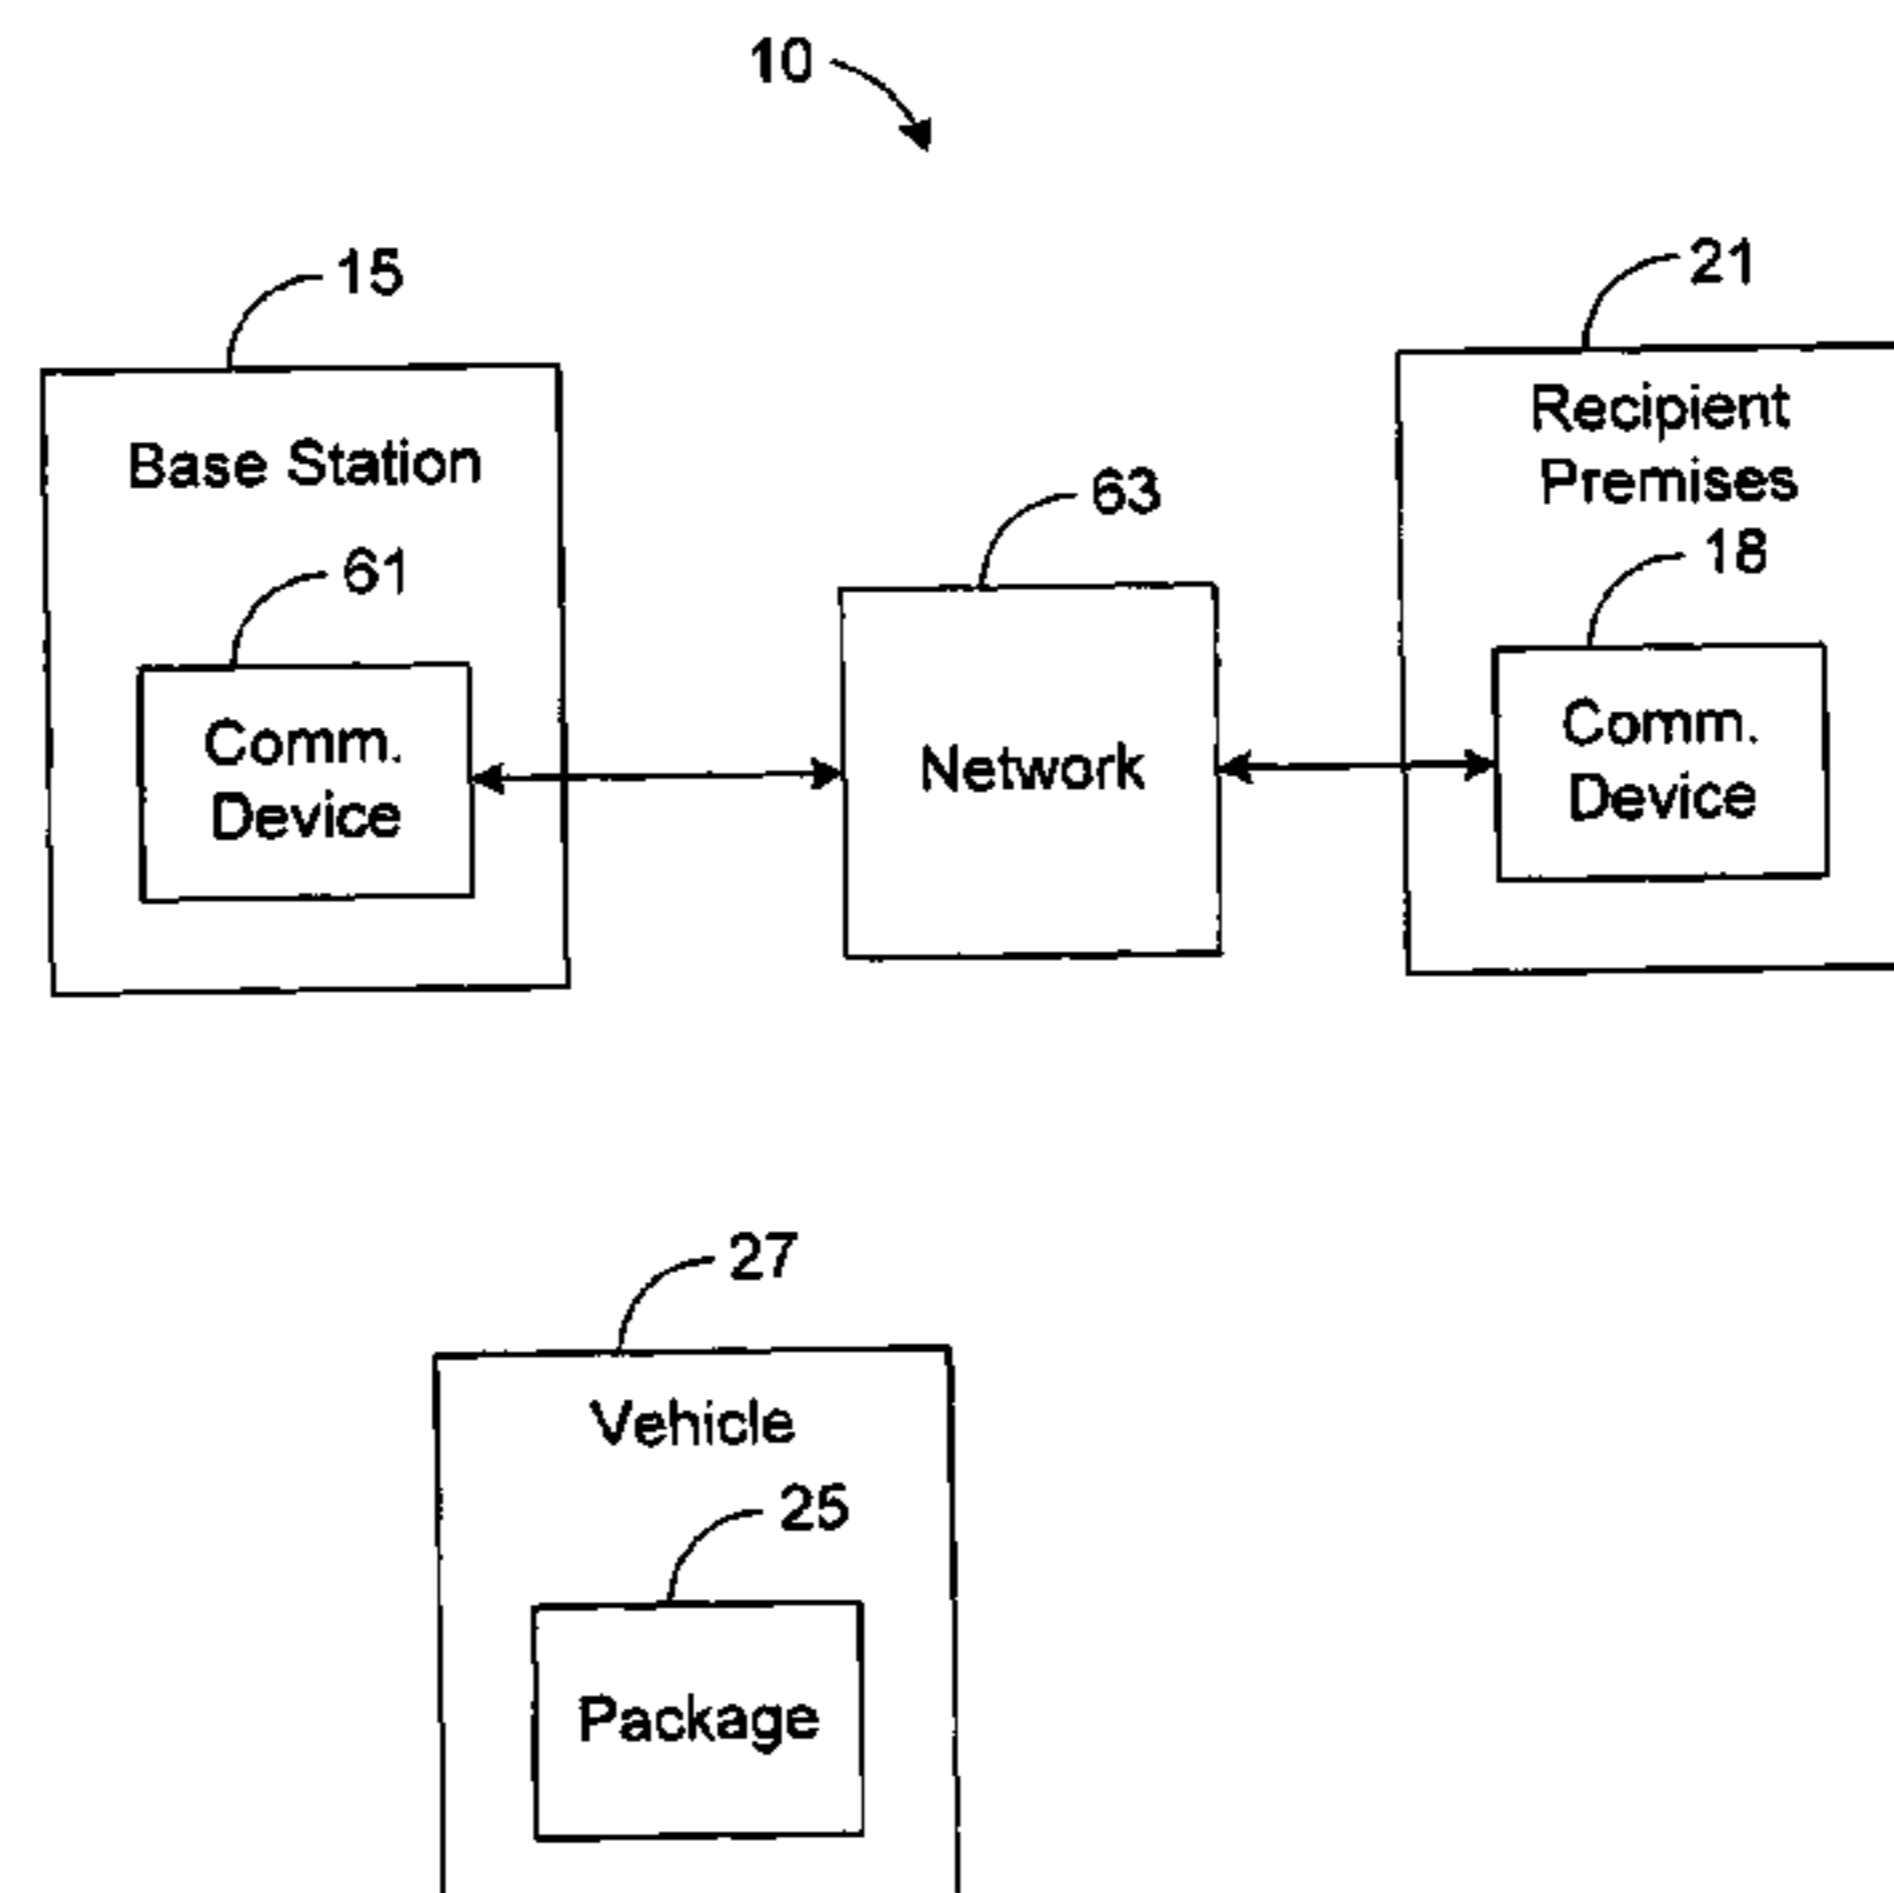 10
15
21
Base Station
Recipient
Premises
63
61
18
Comm.
Device
Network
Comm.
Device
27
Vehicle
25
Package